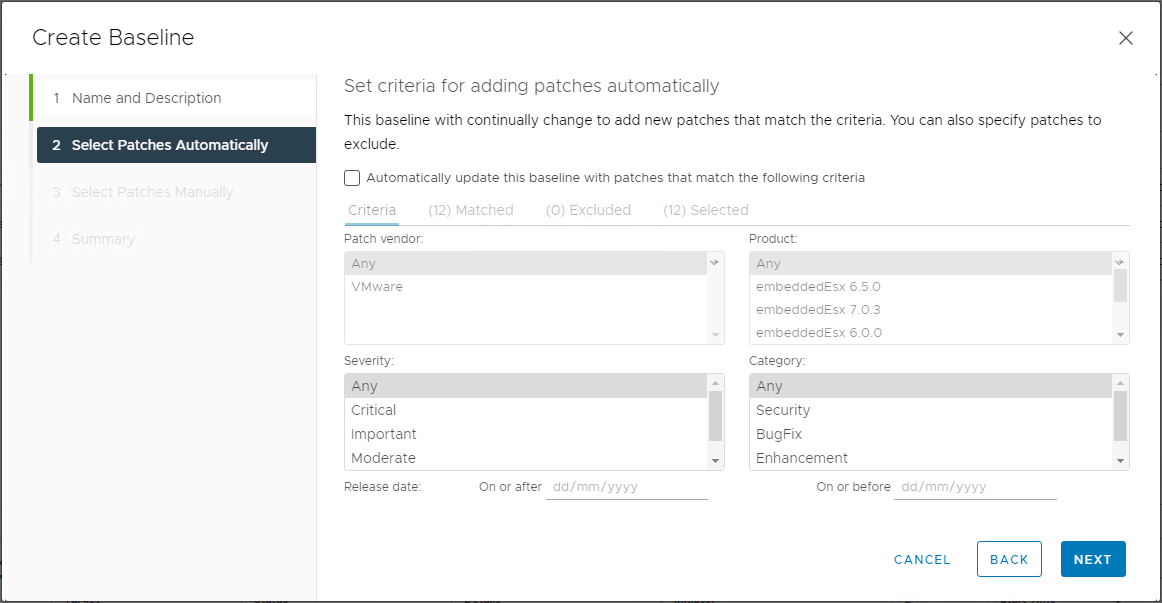 Create Baseline
1 Name and Description
2 Select Patches Automatically
3 Select Patches Manually
4 Summary
Set criteria for adding patches automatically
This baseline with continually change to add new patches that match the criteria. You can also specify patches to
exclude.
Automatically update this baseline with patches that match the following criteria
Criteria (12) Matched (0) Excluded (12) Selected
Patch vendor: Product:
Any
VMware
Any
embeddedEsx 6.5.0
embeddedEsx 7.0.3
embeddedEsx 6.0.0
Severity: Category:
Any
Critical
Important
Moderate
Any
Security
BugFix
Enhancement
Release date: On or after dd/mm/yyyy On or before dd/mm/yyyy
CANCEL BACK NEXT